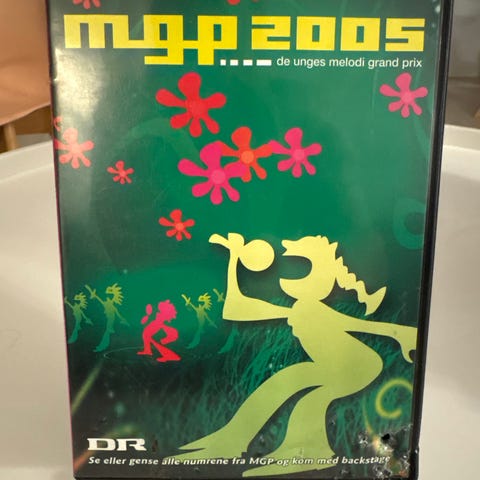 mgp 2005
de unges melodi grand prix
DR
Se eller gense alle numrene fra MGP og kom med backstage